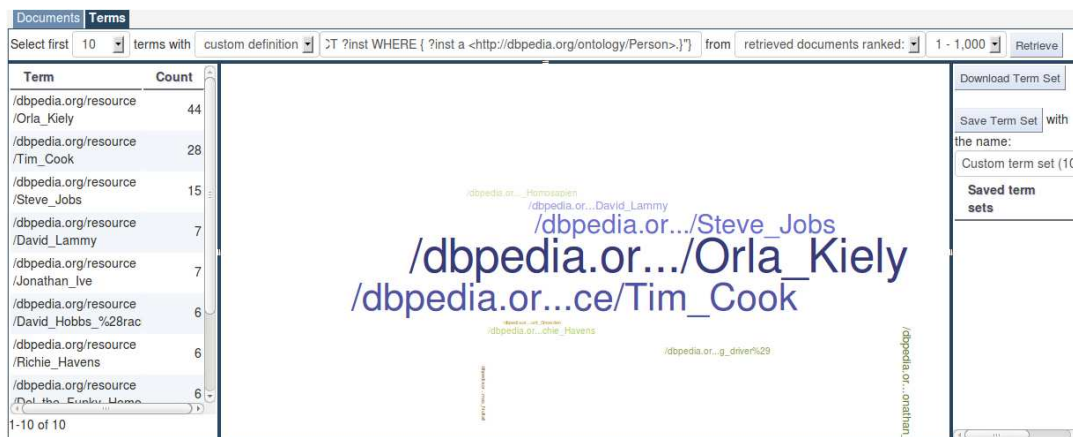 Documents Terms
Select first 10 terms with custom definition CT ?inst WHERE { ?inst a <http://dbpedia.org/ontology/Person>.}"} from retrieved documents ranked: 1 - 1,000 Retrieve
Term Count
/dbpedia.org/resource
/Orla_Kiely 44
/dbpedia.org/resource
/Tim_Cook 28
/dbpedia.org/resource
/Steve_Jobs 15
/dbpedia.org/resource
/David_Lammy 7
/dbpedia.org/resource
/Jonathan_Ive 7
/dbpedia.org/resource
/David_Hobbs_%28rac 6
/dbpedia.org/resource
/Richie_Havens 6
/dbpedia.org/resource
/Del_the_Funky_Homo 6
1-10 of 10
/dbpedia.or..._Homosapien
/dbpedia.or...David_Lammy
/dbpedia.or.../Steve_Jobs
/dbpedia.or.../Orla_Kiely
/dbpedia.or...ce/Tim_Cook
/dbpedia.or...chie_Havens
/dbpedia.or...g_driver%29
/dbpedia.or...onathan_
Download Term Set
Save Term Set with
the name:
Custom term set (10
Saved term
sets